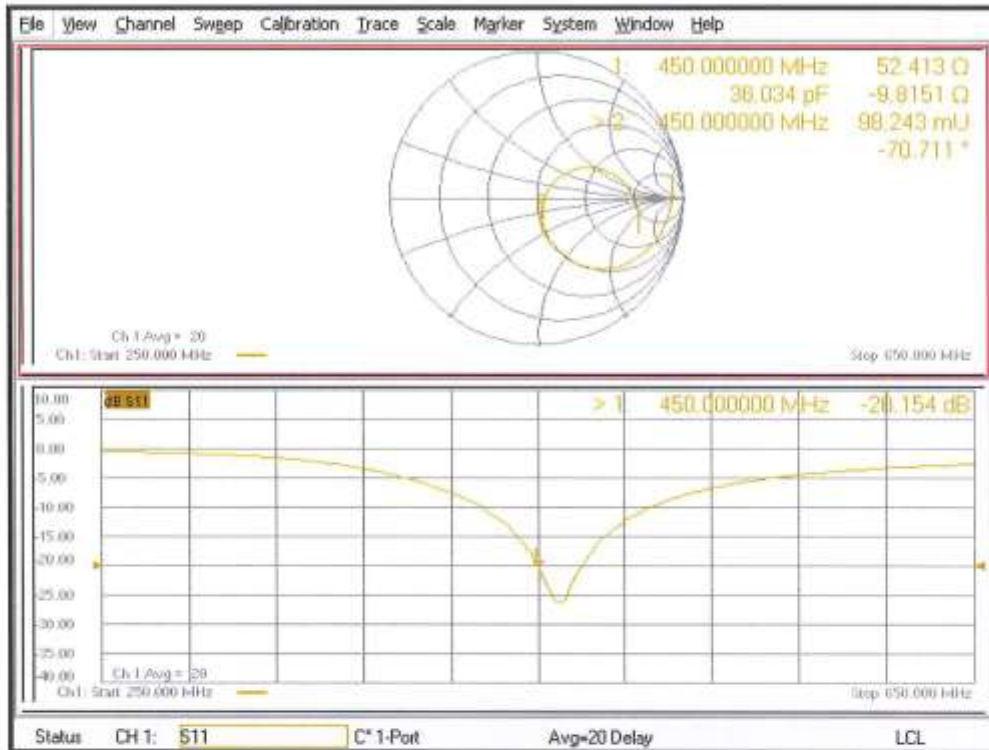 File View Channel Sweep Calibration Trace Scale Marker System Window Help
1 450.000000 MHz 52.413 Ω
36.034 pF -9.8151 Ω
> 2 450.000000 MHz 98.243 mU
-70.711 °
Ch 1 Avg = 20
Ch1: Start 250.000 MHz
Stop 650.000 MHz
10.00
dB S11
> 1 450.000000 MHz -20.154 dB
5.00
0.00
-5.00
-10.00
-15.00
-20.00
-25.00
-30.00
-35.00
-40.00
Ch 1 Avg = 20
Ch1: Start 250.000 MHz
Stop 650.000 MHz
Status CH 1: S11 C* 1-Port Avg=20 Delay LCL